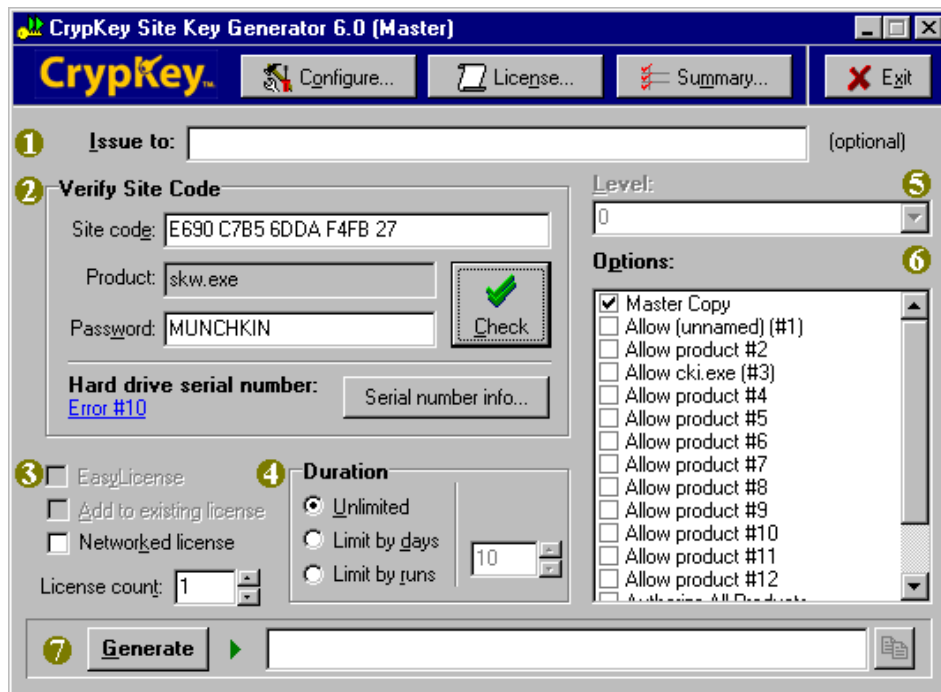 CrypKey Site Key Generator 6.0 (Master)
CrypKey™ Configure... License... Summary... Exit
1 Issue to: (optional)
2 Verify Site Code
Site code: E690 C7B5 6DDA F4FB 27
Product: skw.exe
Password: MUNCHKIN
Check
Hard drive serial number:
Error #10
Serial number info...
3 EasyLicense
Add to existing license
Networked license
License count: 1
4 Duration
Unlimited
Limit by days
Limit by runs
10
Level: 5
0
Options: 6
Master Copy
Allow (unnamed) (#1)
Allow product #2
Allow cki.exe (#3)
Allow product #4
Allow product #5
Allow product #6
Allow product #7
Allow product #8
Allow product #9
Allow product #10
Allow product #11
Allow product #12
Authorize All Products
7 Generate